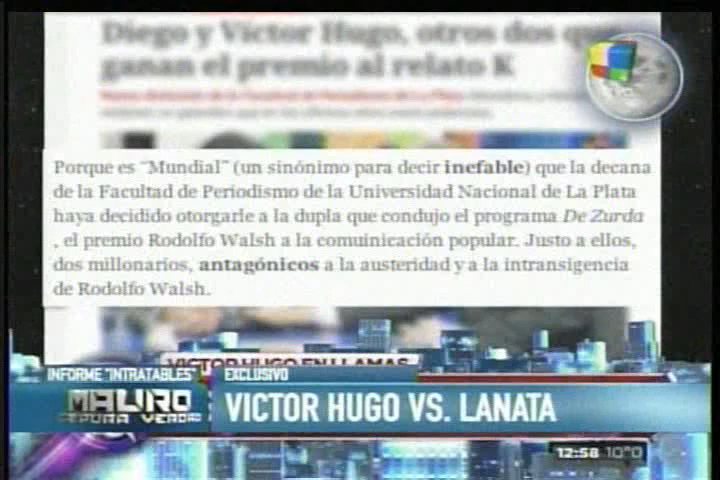 Diego y Victor Hugo, otros dos que
ganan el premio al relato K
Porque es “Mundial” (un sinónimo para decir inefable) que la decana
de la Facultad de Periodismo de la Universidad Nacional de La Plata
haya decidido otorgarle a la dupla que condujo el programa De Zurda
, el premio Rodolfo Walsh a la comuinicación popular. Justo a ellos,
dos millonarios, antagónicos a la austeridad y a la intransigencia
de Rodolfo Walsh.
VICTOR HUGO EN LLAMAS
INFORME "INTRATABLES"
EXCLUSIVO
MAURO
PURA VERDAD
VICTOR HUGO VS. LANATA
12:58 10°0